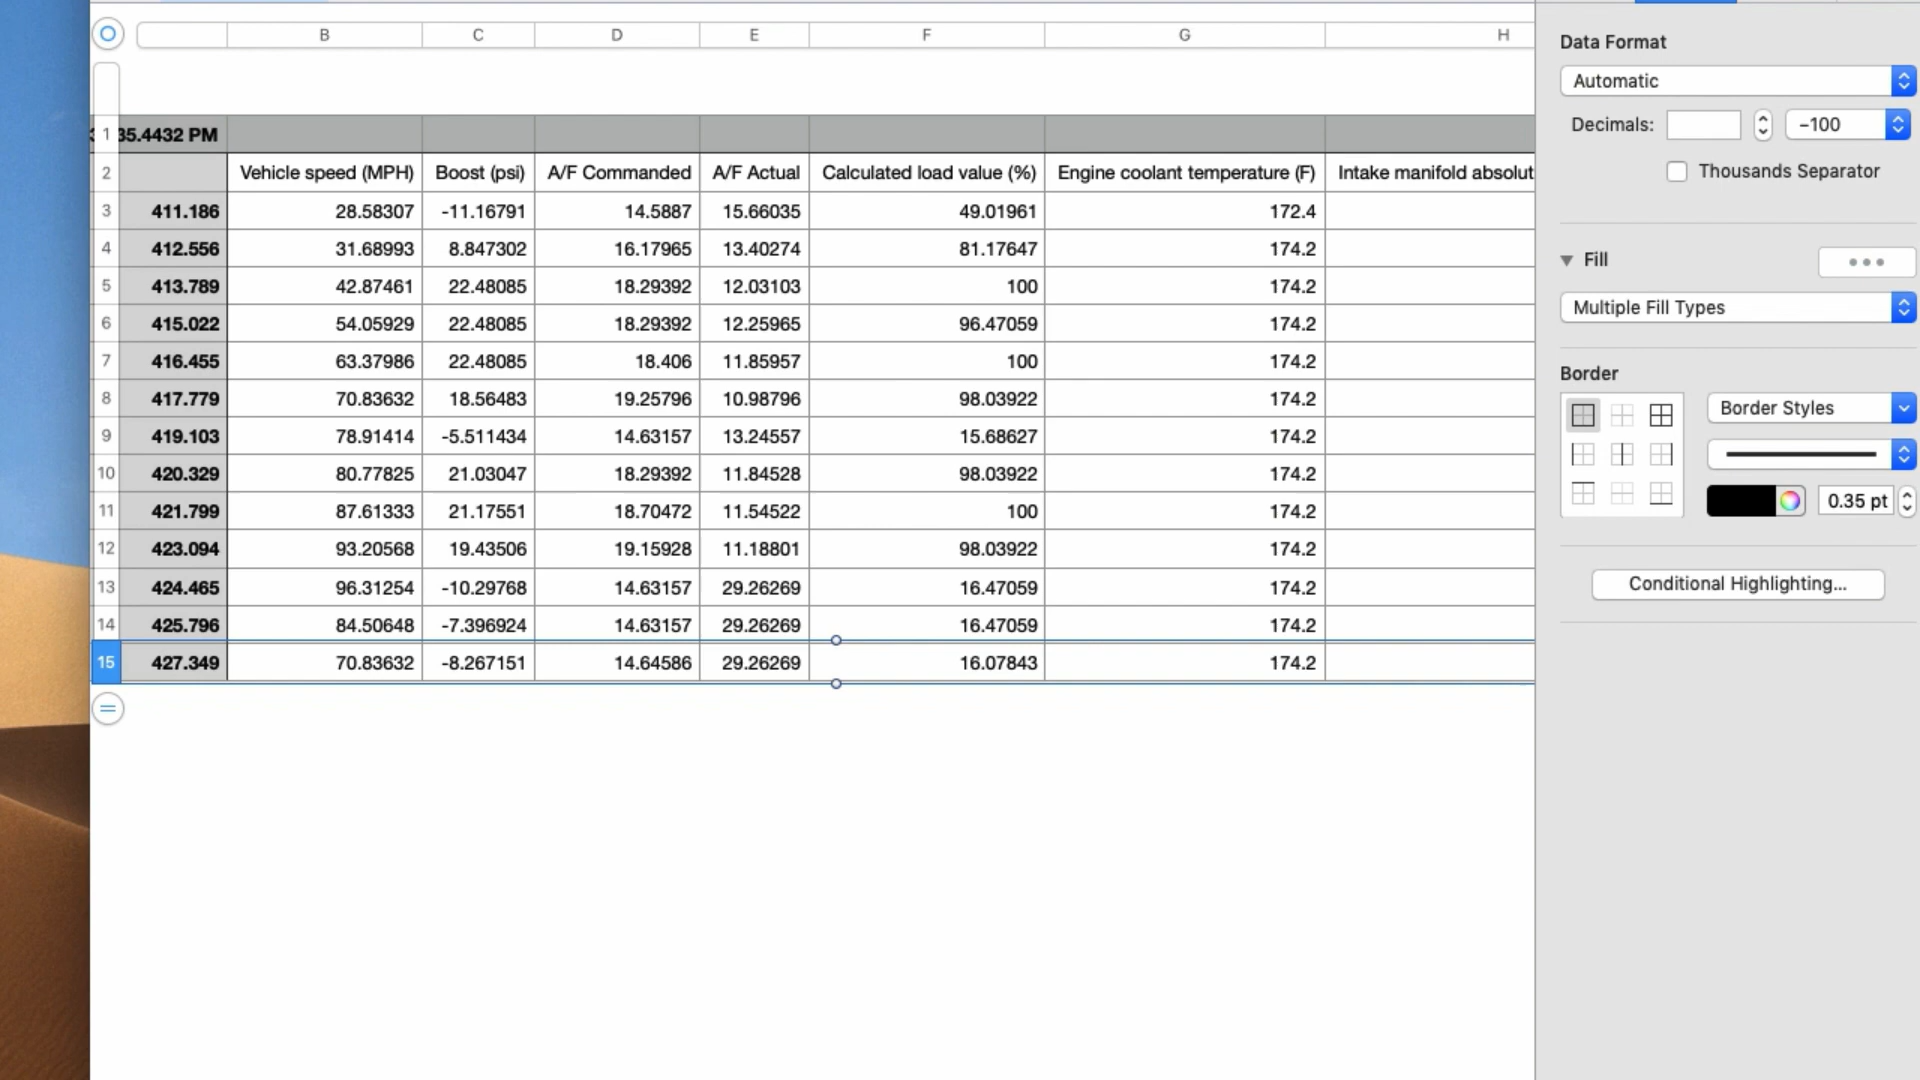 B C D E F G H
1 35.4432 PM
2 Vehicle speed (MPH) Boost (psi) A/F Commanded A/F Actual Calculated load value (%) Engine coolant temperature (F) Intake manifold absolut
3 411.186 28.58307 -11.16791 14.5887 15.66035 49.01961 172.4
4 412.556 31.68993 8.847302 16.17965 13.40274 81.17647 174.2
5 413.789 42.87461 22.48085 18.29392 12.03103 100 174.2
6 415.022 54.05929 22.48085 18.29392 12.25965 96.47059 174.2
7 416.455 63.37986 22.48085 18.406 11.85957 100 174.2
8 417.779 70.83632 18.56483 19.25796 10.98796 98.03922 174.2
9 419.103 78.91414 -5.511434 14.63157 13.24557 15.68627 174.2
10 420.329 80.77825 21.03047 18.29392 11.84528 98.03922 174.2
11 421.799 87.61333 21.17551 18.70472 11.54522 100 174.2
12 423.094 93.20568 19.43506 19.15928 11.18801 98.03922 174.2
13 424.465 96.31254 -10.29768 14.63157 29.26269 16.47059 174.2
14 425.796 84.50648 -7.396924 14.63157 29.26269 16.47059 174.2
15 427.349 70.83632 -8.267151 14.64586 29.26269 16.07843 174.2
Data Format
Automatic
Decimals: -100
Thousands Separator
Fill
Multiple Fill Types
Border
Border Styles
0.35 pt
Conditional Highlighting...